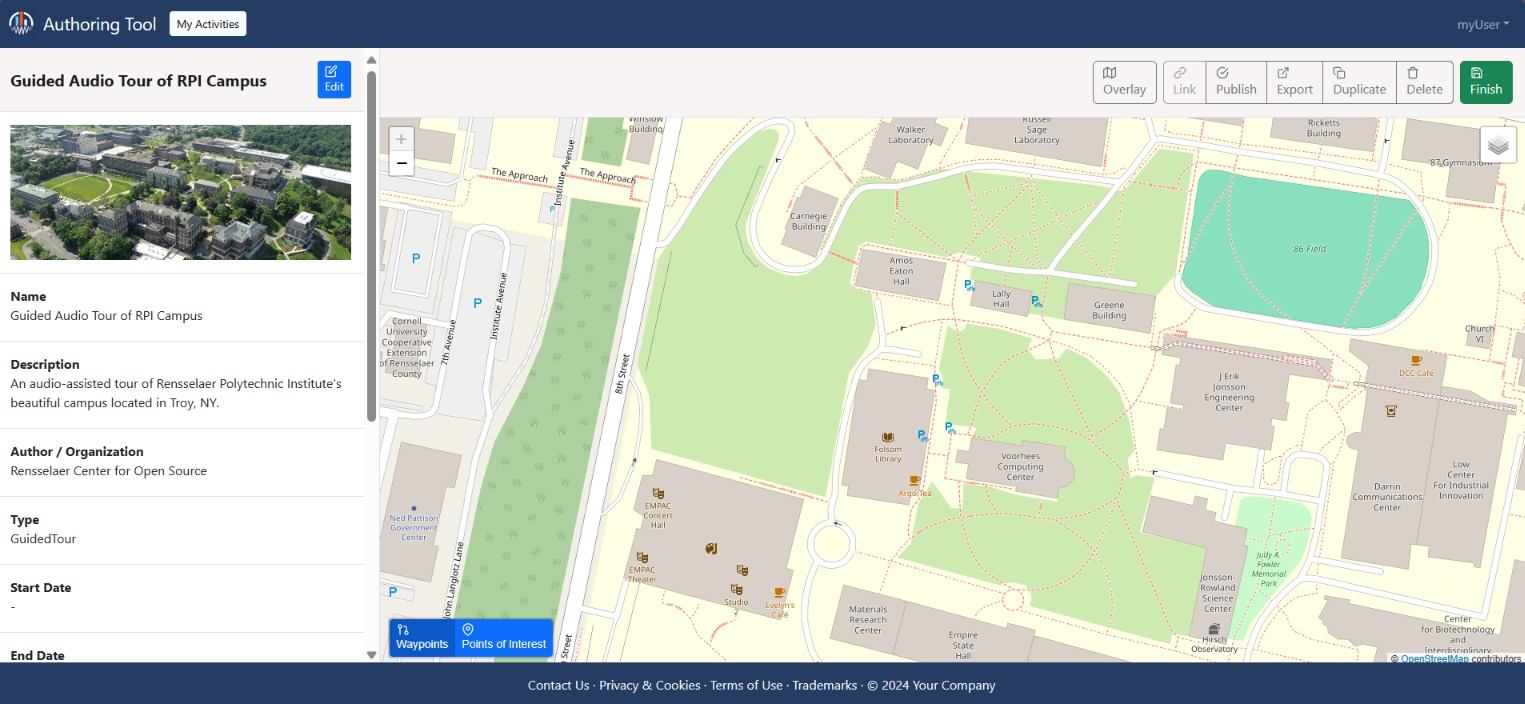 Authoring Tool
My Activities
myUser
Guided Audio Tour of RPI Campus
Edit
Overlay
Link
Publish
Export
Duplicate
Delete
Finish
Name
Guided Audio Tour of RPI Campus
Description
An audio-assisted tour of Rensselaer Polytechnic Institute's
beautiful campus located in Troy, NY.
Author / Organization
Rensselaer Center for Open Source
Type
GuidedTour
Start Date
-
End Date
+
−
Winslow
Building
Walker
Laboratory
Russell
Sage
Laboratory
Ricketts
Building
'87 Gymnasium
The Approach
The Approach
Institute Avenue
P
Carnegie
Building
'86 Field
P
Amos
Eaton
Hall
P
Lally
Hall
P
Greene
Building
P
Institute Avenue
7th Avenue
Cornell
University
Cooperative
Extension
of Rensselaer
County
8th Street
Church
VI
DCC Cafe
J Erik
Jonsson
Engineering
Center
P
P
P
Folsom
Library
Argo Tea
Voorhees
Computing
Center
Darrin
Communications
Center
Low
Center
For Industrial
Innovation
EMPAC
Concert
Hall
Ned Pattison
Government
Center
EMPAC
Theater
Studio
2
Evelyn's
Café
John Langlotz Lane
P
Judy A.
Fowler
Memorial
Park
Jonsson-
Rowland
Science
Center
Hirsch
Observatory
Materials
Research
Center
Empire
State
Hall
Center
for Biotechnology
and
Interdisciplinary
Street
Waypoints
Points of Interest
© OpenStreetMap contributors
Contact Us · Privacy & Cookies · Terms of Use · Trademarks · © 2024 Your Company